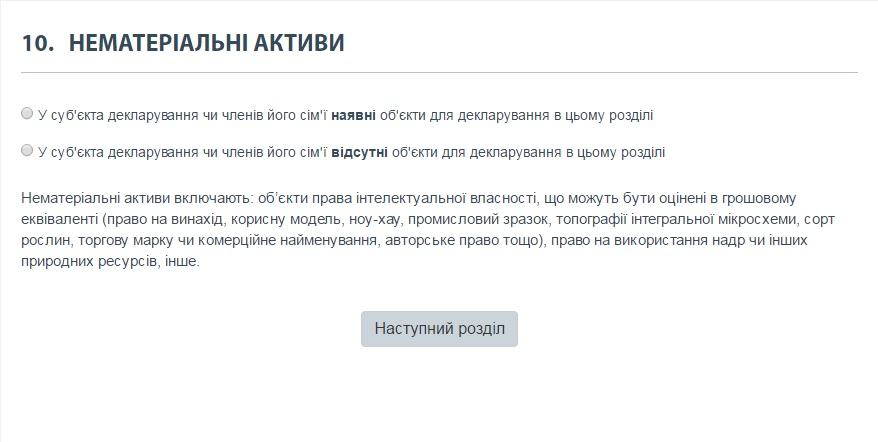 10. НЕМАТЕРІАЛЬНІ АКТИВИ
У суб'єкта декларування чи членів його сім'ї наявні об'єкти для декларування в цьому розділі
У суб'єкта декларування чи членів його сім'ї відсутні об'єкти для декларування в цьому розділі
Нематеріальні активи включають: об’єкти права інтелектуальної власності, що можуть бути оцінені в грошовому
еквіваленті (право на винахід, корисну модель, ноу-хау, промисловий зразок, топографії інтегральної мікросхеми, сорт
рослин, торгову марку чи комерційне найменування, авторське право тощо), право на використання надр чи інших
природних ресурсів, інше.
Наступний розділ